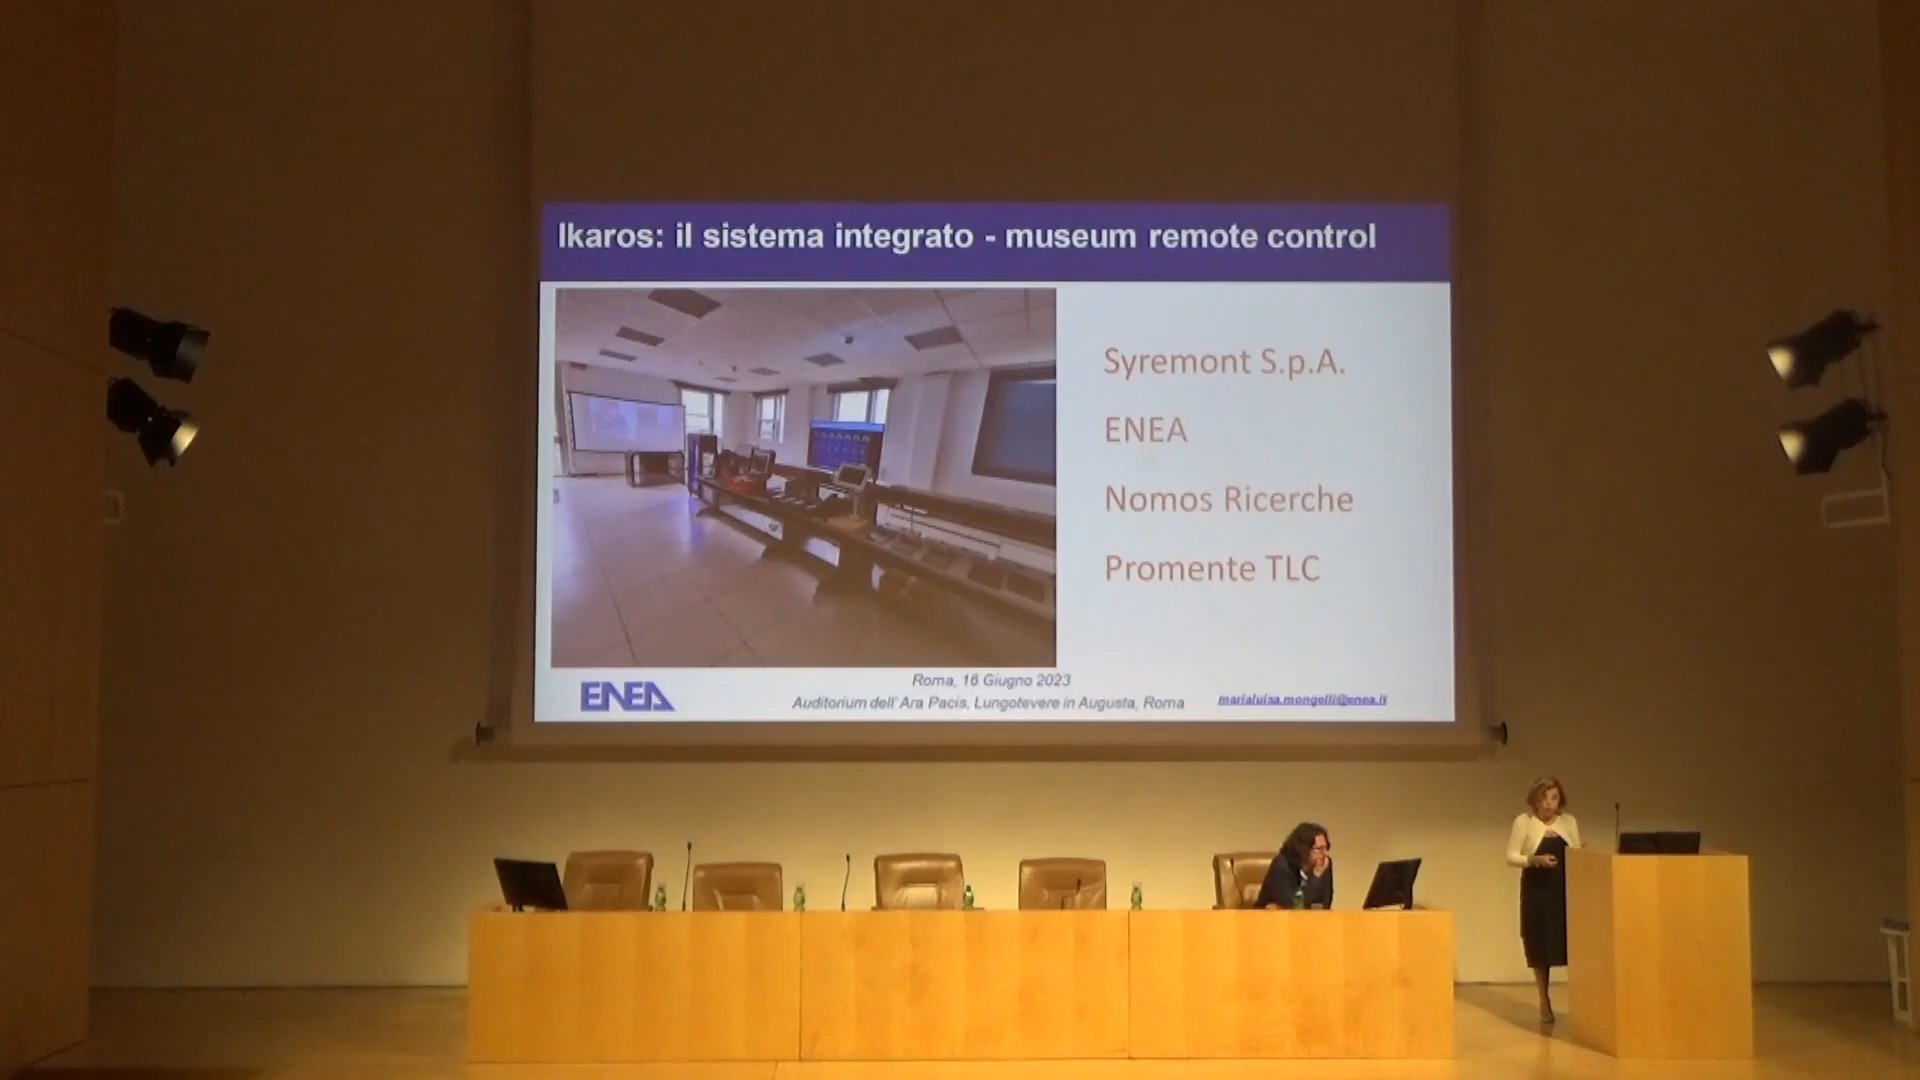 Ikaros: il sistema integrato - museum remote control
Syremont S.p.A.
ENEA
Nomos Ricerche
Promente TLC
ENEA
Roma, 16 Giugno 2023
Auditorium dell' Ara Pacis, Lungotevere in Augusta, Roma
marialuisa.mongelli@enea.it